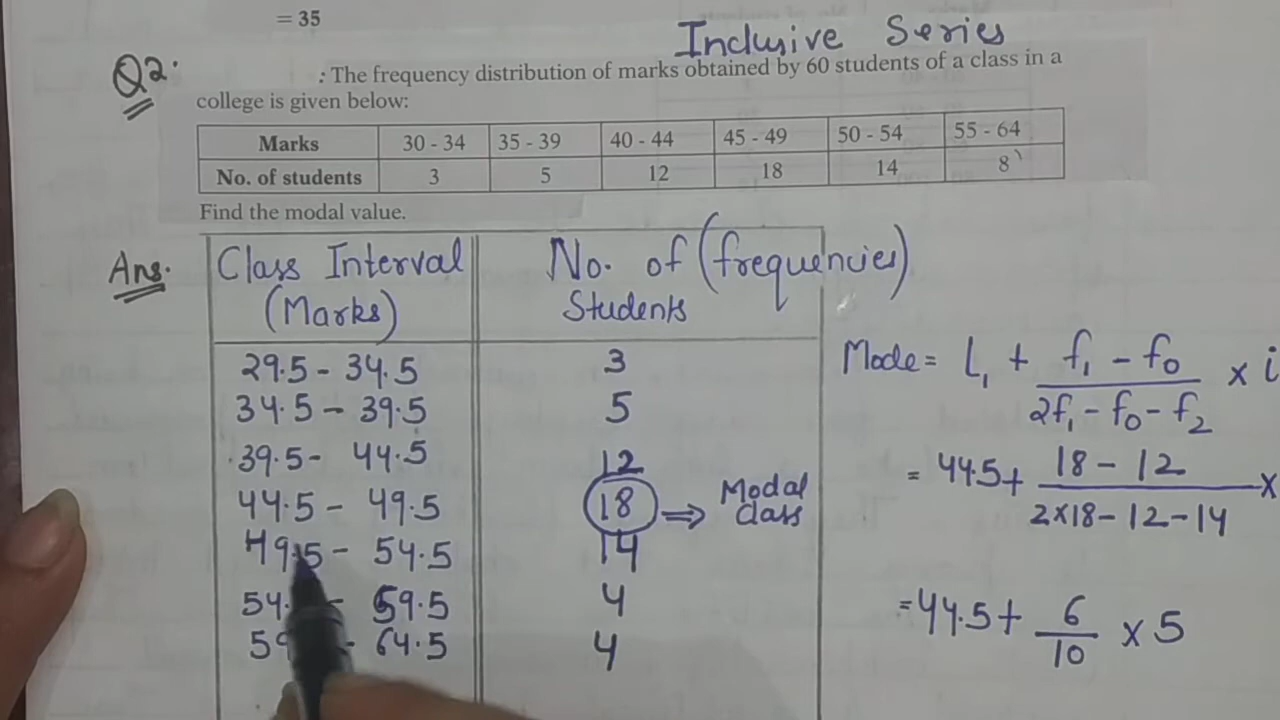 = 35
Inclusive Series
Q2.
: The frequency distribution of marks obtained by 60 students of a class in a
college is given below:
Marks 30 - 34 35 - 39 40 - 44 45 - 49 50 - 54 55 - 64
No. of students 3 5 12 18 14 8
Find the modal value.
Ans. Class Interval No. of (frequencies)
(Marks) Students
29.5 - 34.5 3
34.5 - 39.5 5
39.5 - 44.5 12
44.5 - 49.5 18 ⇒ Modal class
49.5 - 54.5 14
54. - 59.5 4
59 - 64.5 4
Mode = L₁ + f₁ - f₀ / 2f₁ - f₀ - f₂ × i
= 44.5 + 18 - 12 / 2×18 - 12 - 14 ×
= 44.5 + 6 / 10 × 5